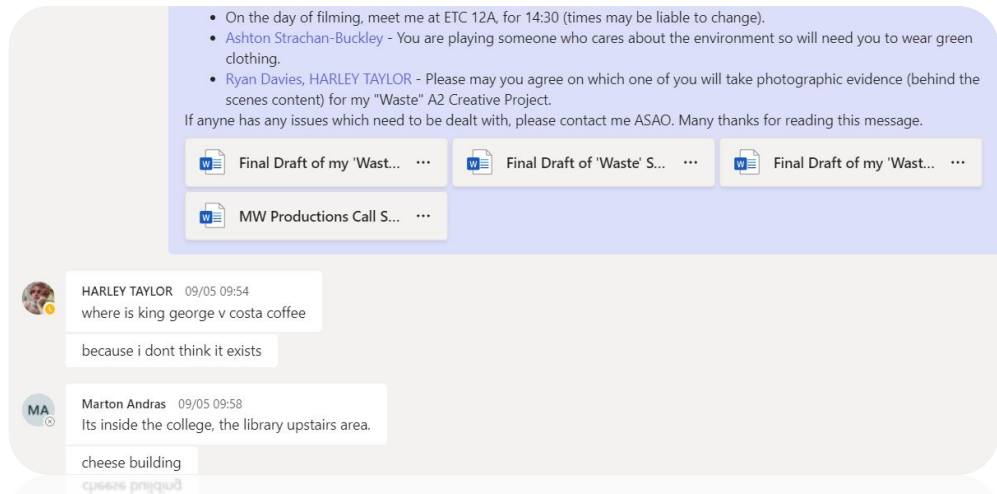 • On the day of filming, meet me at ETC 12A, for 14:30 (times may be liable to change).
• Ashton Strachan-Buckley - You are playing someone who cares about the environment so will need you to wear green
clothing.
• Ryan Davies, HARLEY TAYLOR - Please may you agree on which one of you will take photographic evidence (behind the
scenes content) for my "Waste" A2 Creative Project.
If anyne has any issues which need to be dealt with, please contact me ASAO. Many thanks for reading this message.
Final Draft of my 'Wast... ···
Final Draft of 'Waste' S... ···
Final Draft of my 'Wast... ···
MW Productions Call S... ···
HARLEY TAYLOR 09/05 09:54
where is king george v costa coffee
because i dont think it exists
MA
Marton Andras 09/05 09:58
Its inside the college, the library upstairs area.
cheese building